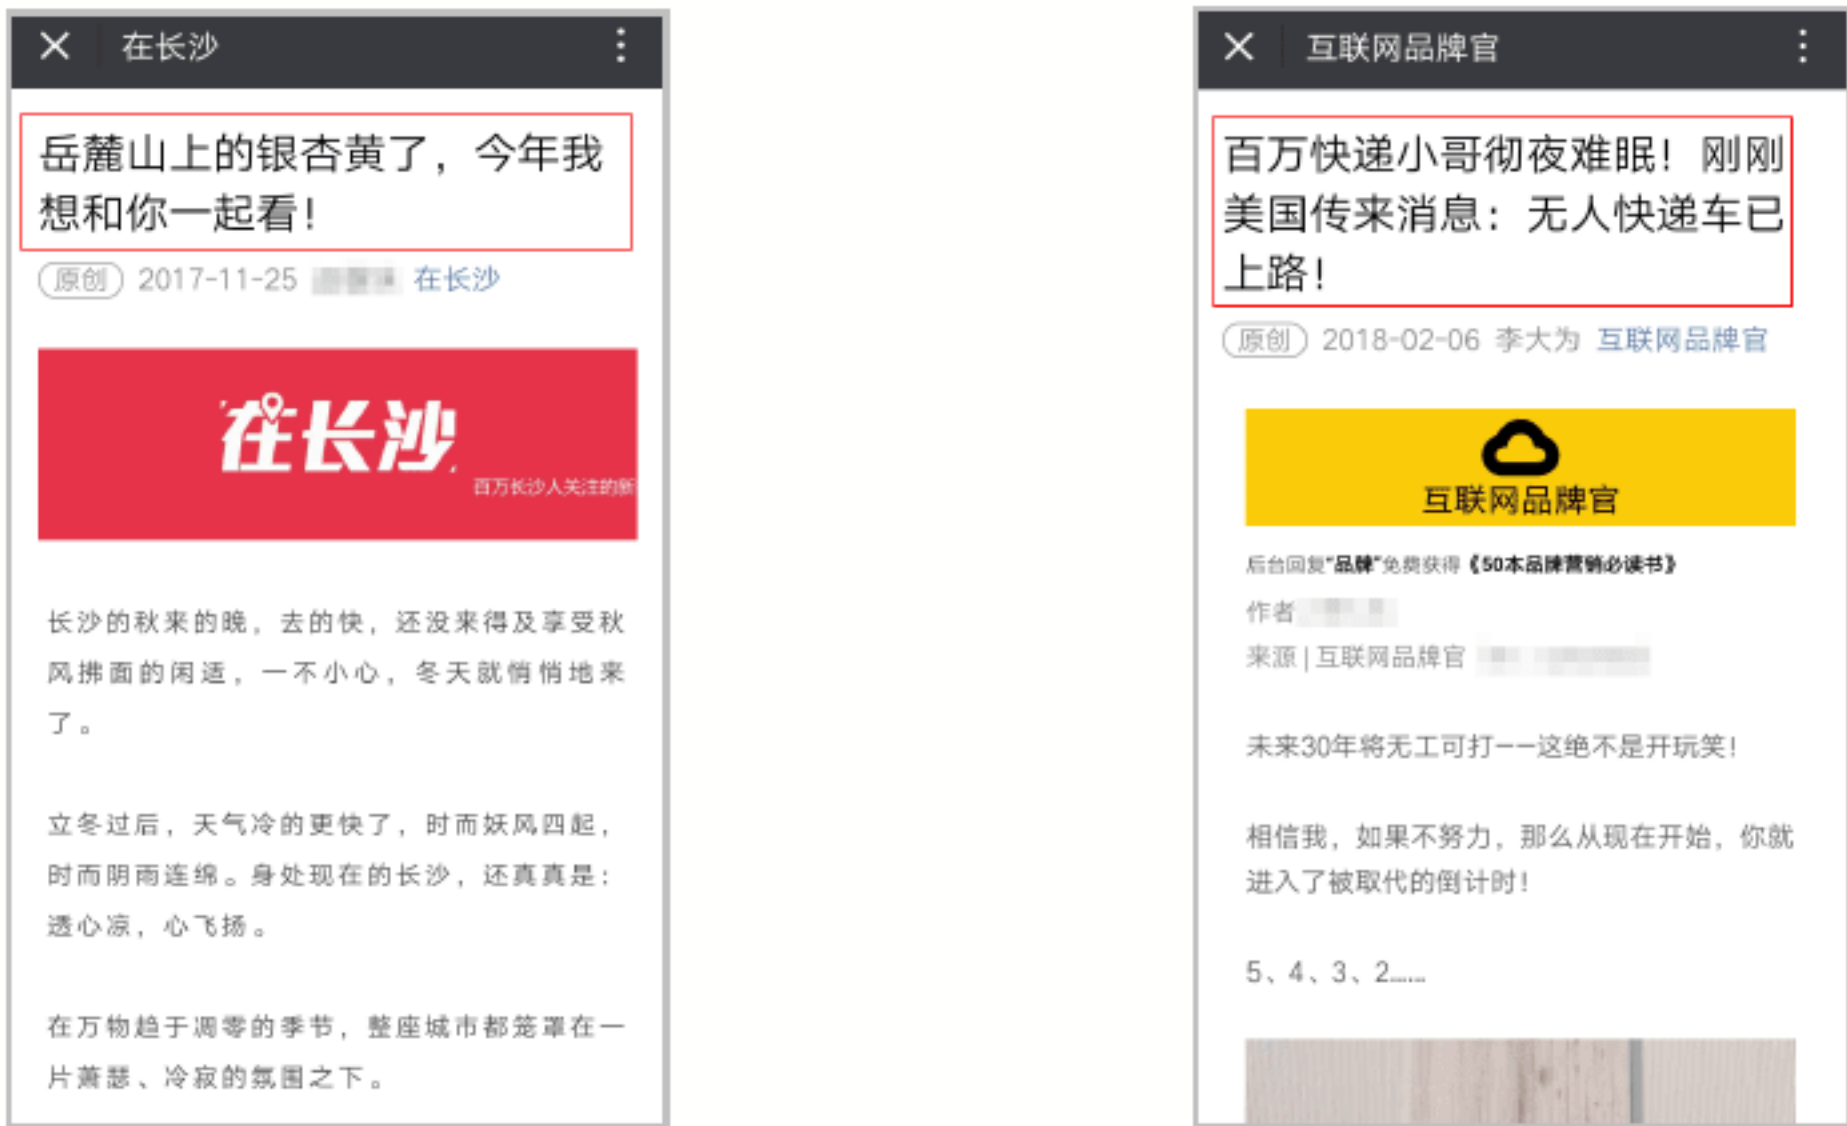 在长沙
岳麓山上的银杏黄了，今年我
想和你一起看！
原创 2017-11-25 在长沙
在长沙
百万长沙人关注的新
长沙的秋来的晚，去的快，还没来得及享受秋
风拂面的闲适，一不小心，冬天就悄悄地来
了。
立冬过后，天气冷的更快了，时而妖风四起，
时而阴雨连绵。身处现在的长沙，还真真是：
透心凉，心飞扬。
在万物趋于凋零的季节，整座城市都笼罩在一
片萧瑟、冷寂的氛围之下。
互联网品牌官
百万快递小哥彻夜难眠！刚刚
美国传来消息：无人快递车已
上路！
原创 2018-02-06 李大为 互联网品牌官
互联网品牌官
后台回复“品牌”免费获得《50本品牌营销必读书》
作者
来源 | 互联网品牌官
未来30年将无工可打——这绝不是开玩笑！
相信我，如果不努力，那么从现在开始，你就
进入了被取代的倒计时！
5、4、3、2......